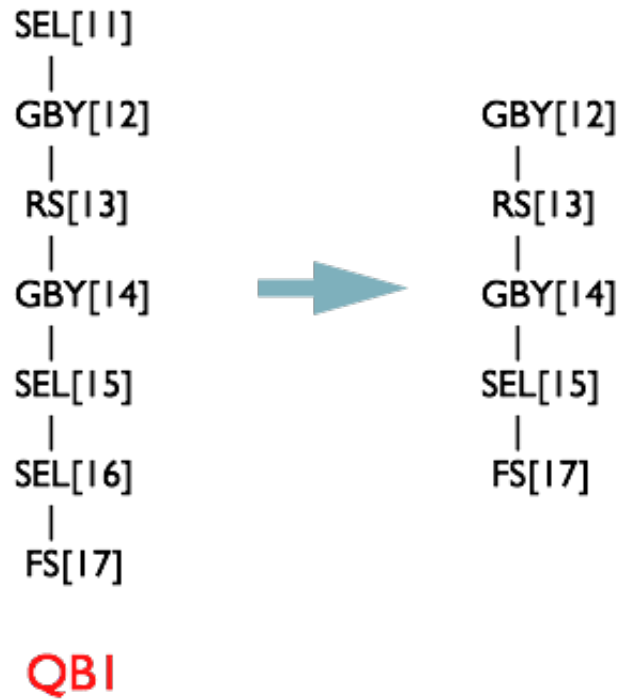 SEL[11]
|
GBY[12] GBY[12]
| |
RS[13] RS[13]
| |
GBY[14] GBY[14]
| |
SEL[15] SEL[15]
| |
SEL[16] FS[17]
|
FS[17]
QB1